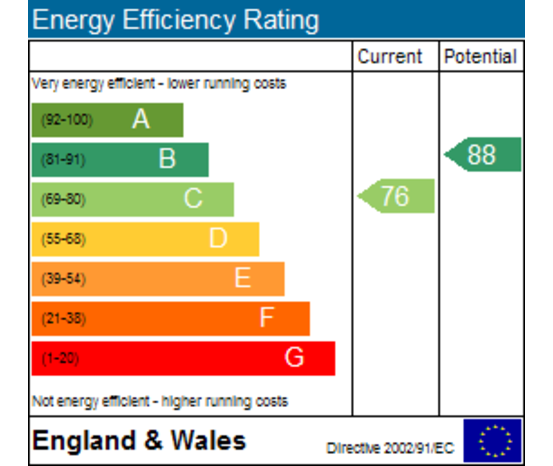 Energy Efficiency Rating
Current Potential
Very energy efficient - lower running costs
(92-100) A
(81-91) B
88
(69-80) C
76
(55-68) D
(39-54) E
(21-38) F
(1-20) G
Not energy efficient - higher running costs
England & Wales
Directive 2002/91/EC